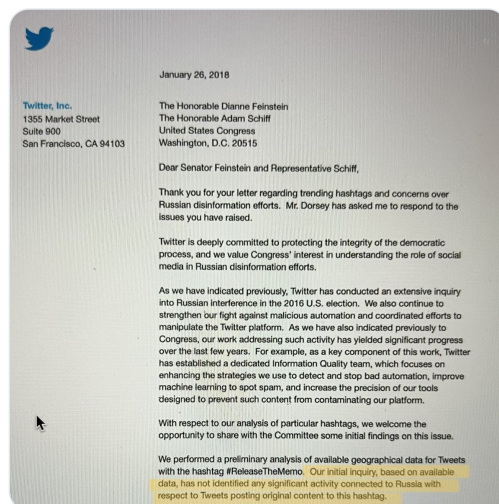 January 26, 2018
Twitter, Inc.
1355 Market Street
Suite 900
San Francisco, CA 94103
The Honorable Dianne Feinstein
The Honorable Adam Schiff
United States Congress
Washington, D.C. 20515
Dear Senator Feinstein and Representative Schiff,
Thank you for your letter regarding trending hashtags and concerns over
Russian disinformation efforts.  Mr. Dorsey has asked me to respond to the
issues you have raised.
Twitter is deeply committed to protecting the integrity of the democratic
process, and we value Congress' interest in understanding the role of social
media in Russian disinformation efforts.
As we have indicated previously, Twitter has conducted an extensive inquiry
into Russian interference in the 2016 U.S. election.  We also continue to
strengthen our fight against malicious automation and coordinated efforts to
manipulate the Twitter platform.  As we have also indicated previously to
Congress, our work addressing such activity has yielded significant progress
over the last few years.  For example, as a key component of this work, Twitter
has established a dedicated Information Quality team, which focuses on
enhancing the strategies we use to detect and stop bad automation, improve
machine learning to spot spam, and increase the precision of our tools
designed to prevent such content from contaminating our platform.
With respect to our analysis of particular hashtags, we welcome the
opportunity to share with the Committee some initial findings on this issue.
We performed a preliminary analysis of available geographical data for Tweets
with the hashtag #ReleaseTheMemo.  Our initial inquiry, based on available
data, has not identified any significant activity connected to Russia with
respect to Tweets posting original content to this hashtag.